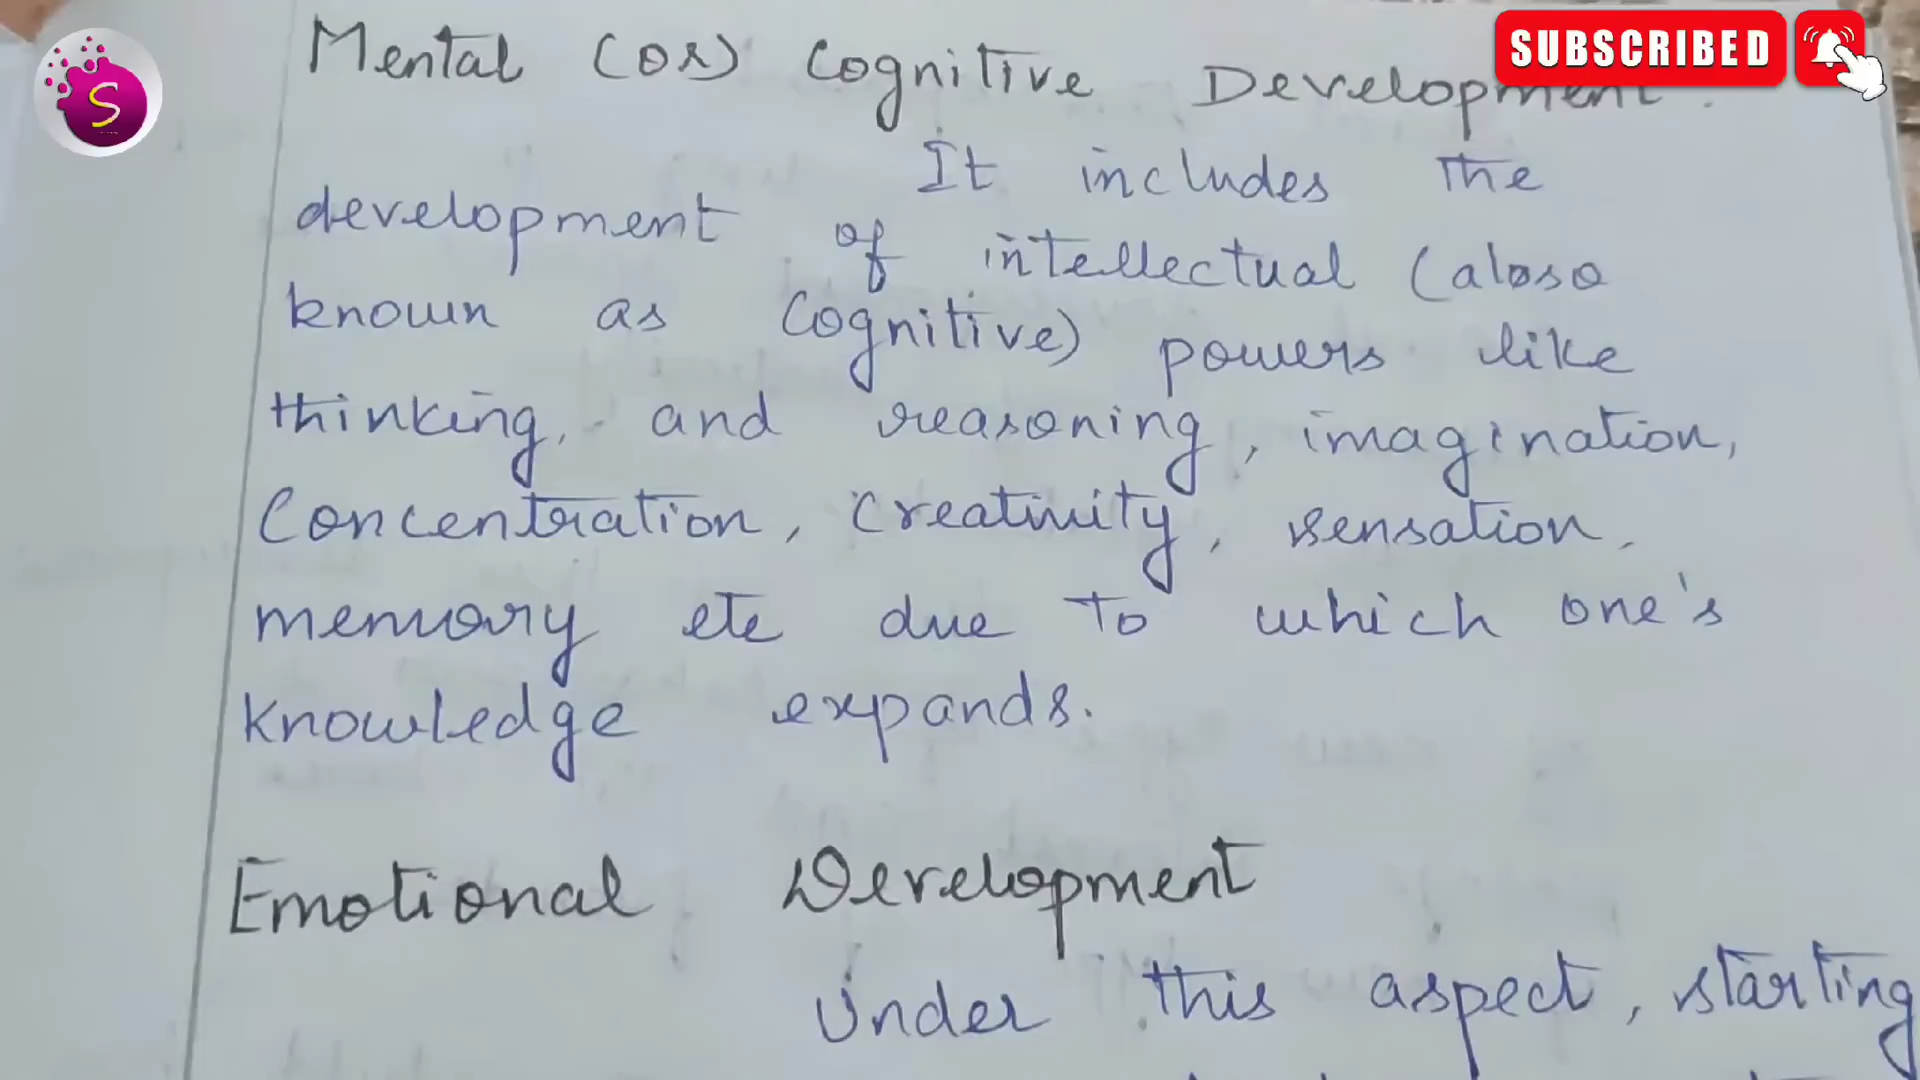 SUBSCRIBED
S
Mental (or) Cognitive Development.
It includes the
development of intellectual (aloso
known as Cognitive) powers like
thinking, and reasoning, imagination,
Concentration, Creativity, sensation,
memory etc due to which one's
knowledge expands.
Emotional Development
Under this aspect, starting